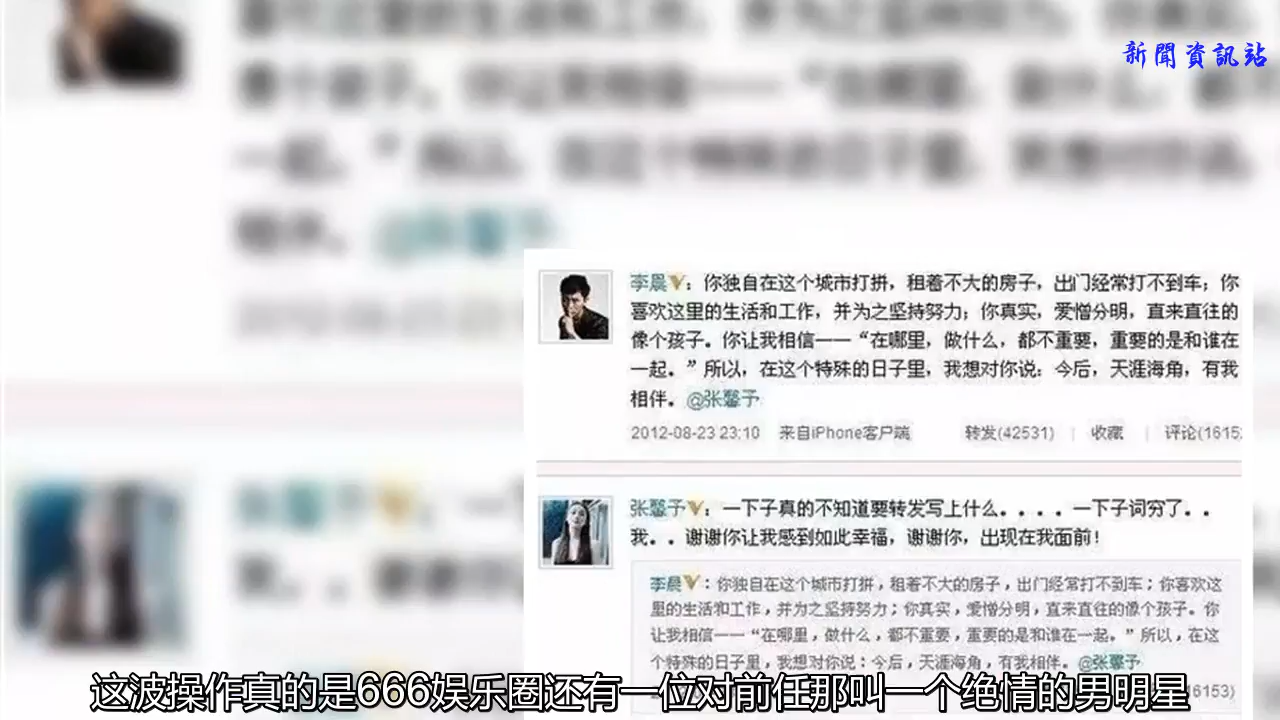 新聞資訊站
李晨V：你独自在这个城市打拼，租着不大的房子，出门经常打不到车；你
喜欢这里的生活和工作，并为之坚持努力；你真实，爱憎分明，直来直往的
像个孩子。你让我相信——“在哪里，做什么，都不重要，重要的是和谁在
一起。”所以，在这个特殊的日子里，我想对你说：今后，天涯海角，有我
相伴。@张馨予
2012-08-23 23:10 来自iPhone客户端 转发(42531) | 收藏 | 评论(1615
张馨予V：一下子真的不知道要转发写上什么．．．．一下子词穷了．．
我．．谢谢你让我感到如此幸福，谢谢你，出现在我面前！
李晨V：你独自在这个城市打拼，租着不大的房子，出门经常打不到车；你喜欢这
里的生活和工作，并为之坚持努力；你真实，爱憎分明，直来直往的像个孩子。你
让我相信——“在哪里，做什么，都不重要，重要的是和谁在一起。”所以，在这
个特殊的日子里，我想对你说：今后，天涯海角，有我相伴。@张馨予
16153)
这波操作真的是666娱乐圈还有一位对前任那叫一个绝情的男明星